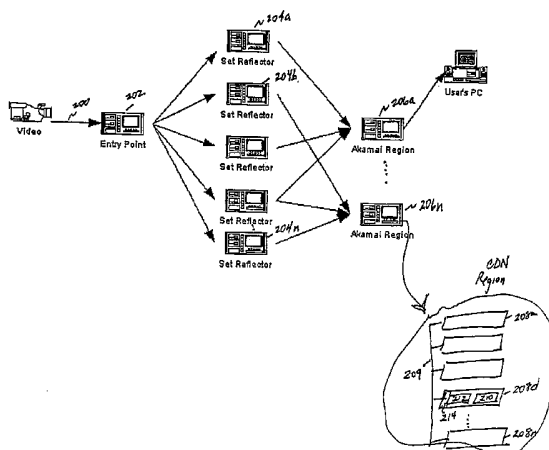 204a
Set Reflector
204b
Set Reflector
200
Video
202
Entry Point
Set Reflector
206a
Akamai Region
User's PC
Set Reflector
204n
Set Reflector
206n
Akamai Region
CDN
Region
208a
209
208d
212
210
214
208n